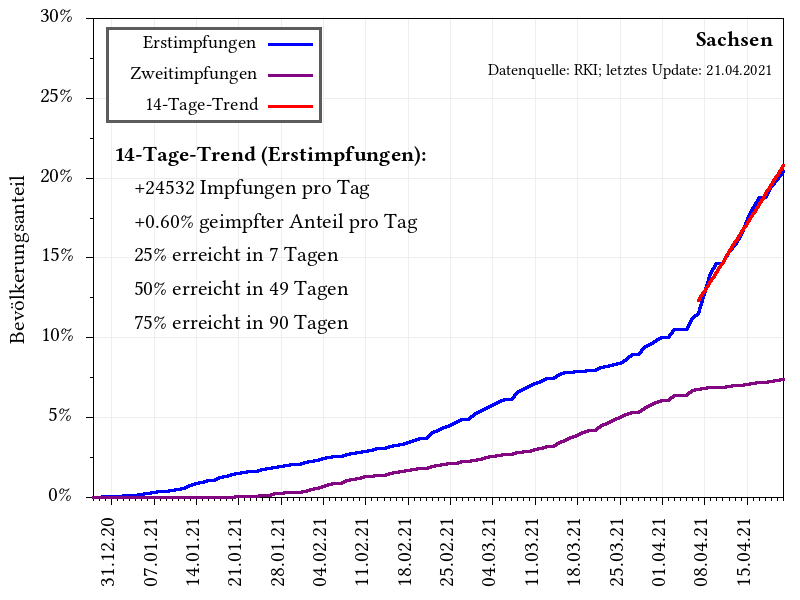 30%
25%
20%
15%
10%
5%
0%
Bevölkerungsanteil
Erstimpfungen
Zweitimpfungen
14-Tage-Trend
Sachsen
Datenquelle: RKI; letztes Update: 21.04.2021
14-Tage-Trend (Erstimpfungen):
+24532 Impfungen pro Tag
+0.60% geimpfter Anteil pro Tag
25% erreicht in 7 Tagen
50% erreicht in 49 Tagen
75% erreicht in 90 Tagen
31.12.20
07.01.21
14.01.21
21.01.21
28.01.21
04.02.21
11.02.21
18.02.21
25.02.21
04.03.21
11.03.21
18.03.21
25.03.21
01.04.21
08.04.21
15.04.21